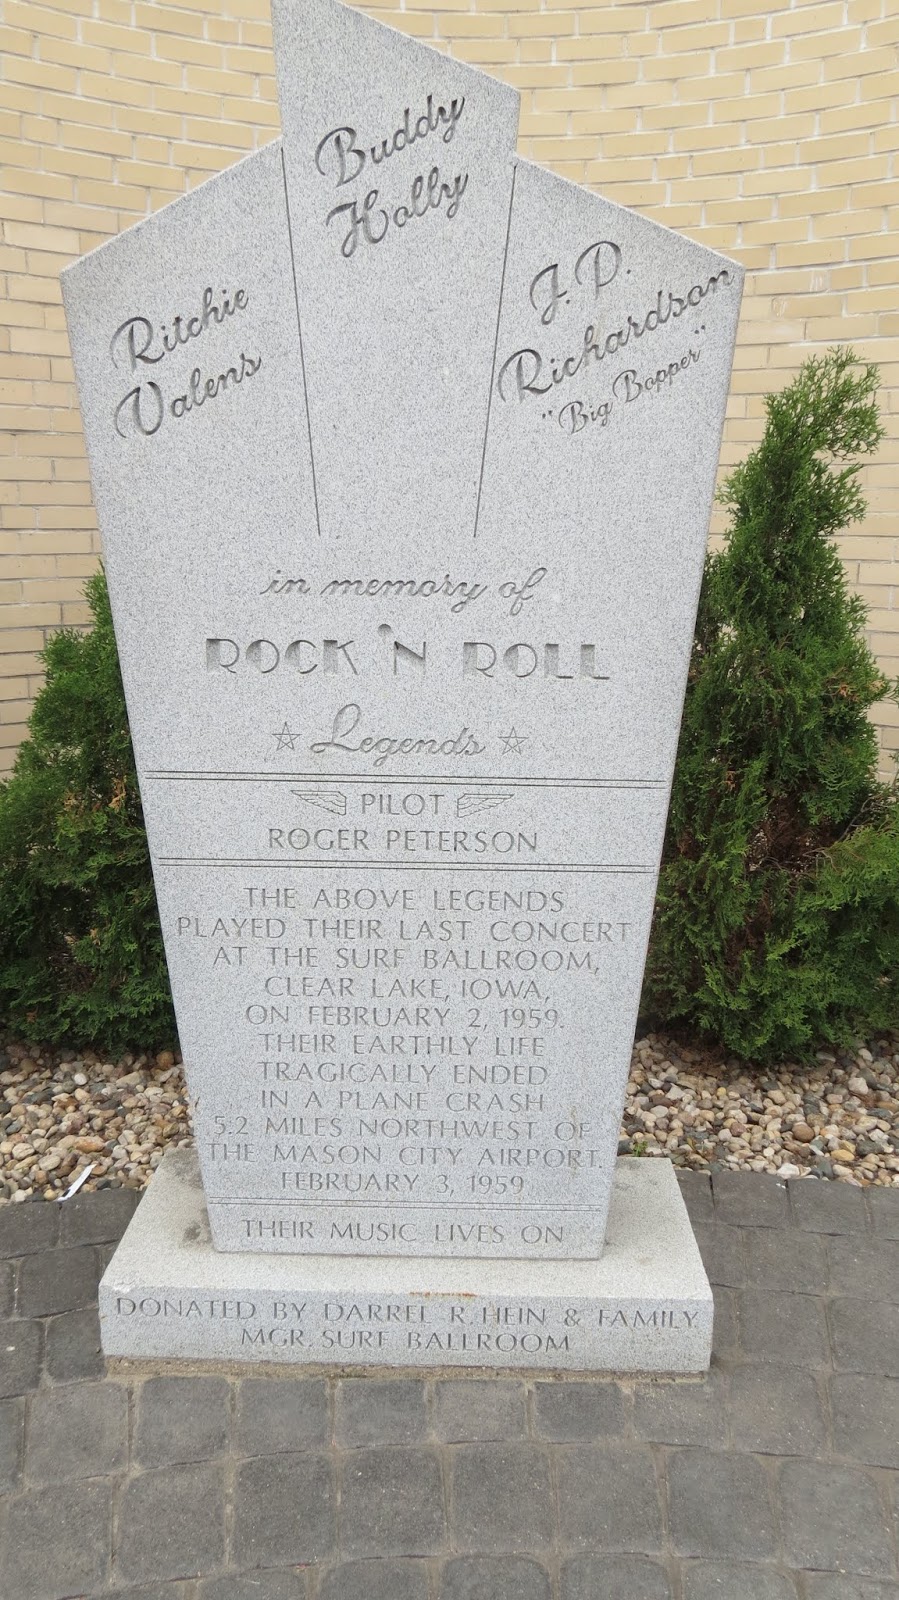 Buddy
Holly
Ritchie
Valens
J. P.
Richardson
"Big Bopper"
in memory of
ROCK 'N ROLL
Legends
PILOT
ROGER PETERSON
THE ABOVE LEGENDS
PLAYED THEIR LAST CONCERT
AT THE SURF BALLROOM,
CLEAR LAKE, IOWA,
ON FEBRUARY 2, 1959.
THEIR EARTHLY LIFE
TRAGICALLY ENDED
IN A PLANE CRASH
5.2 MILES NORTHWEST OF
THE MASON CITY AIRPORT.
FEBRUARY 3, 1959
THEIR MUSIC LIVES ON
DONATED BY DARREL R. HEIN & FAMILY
MGR. SURF BALLROOM